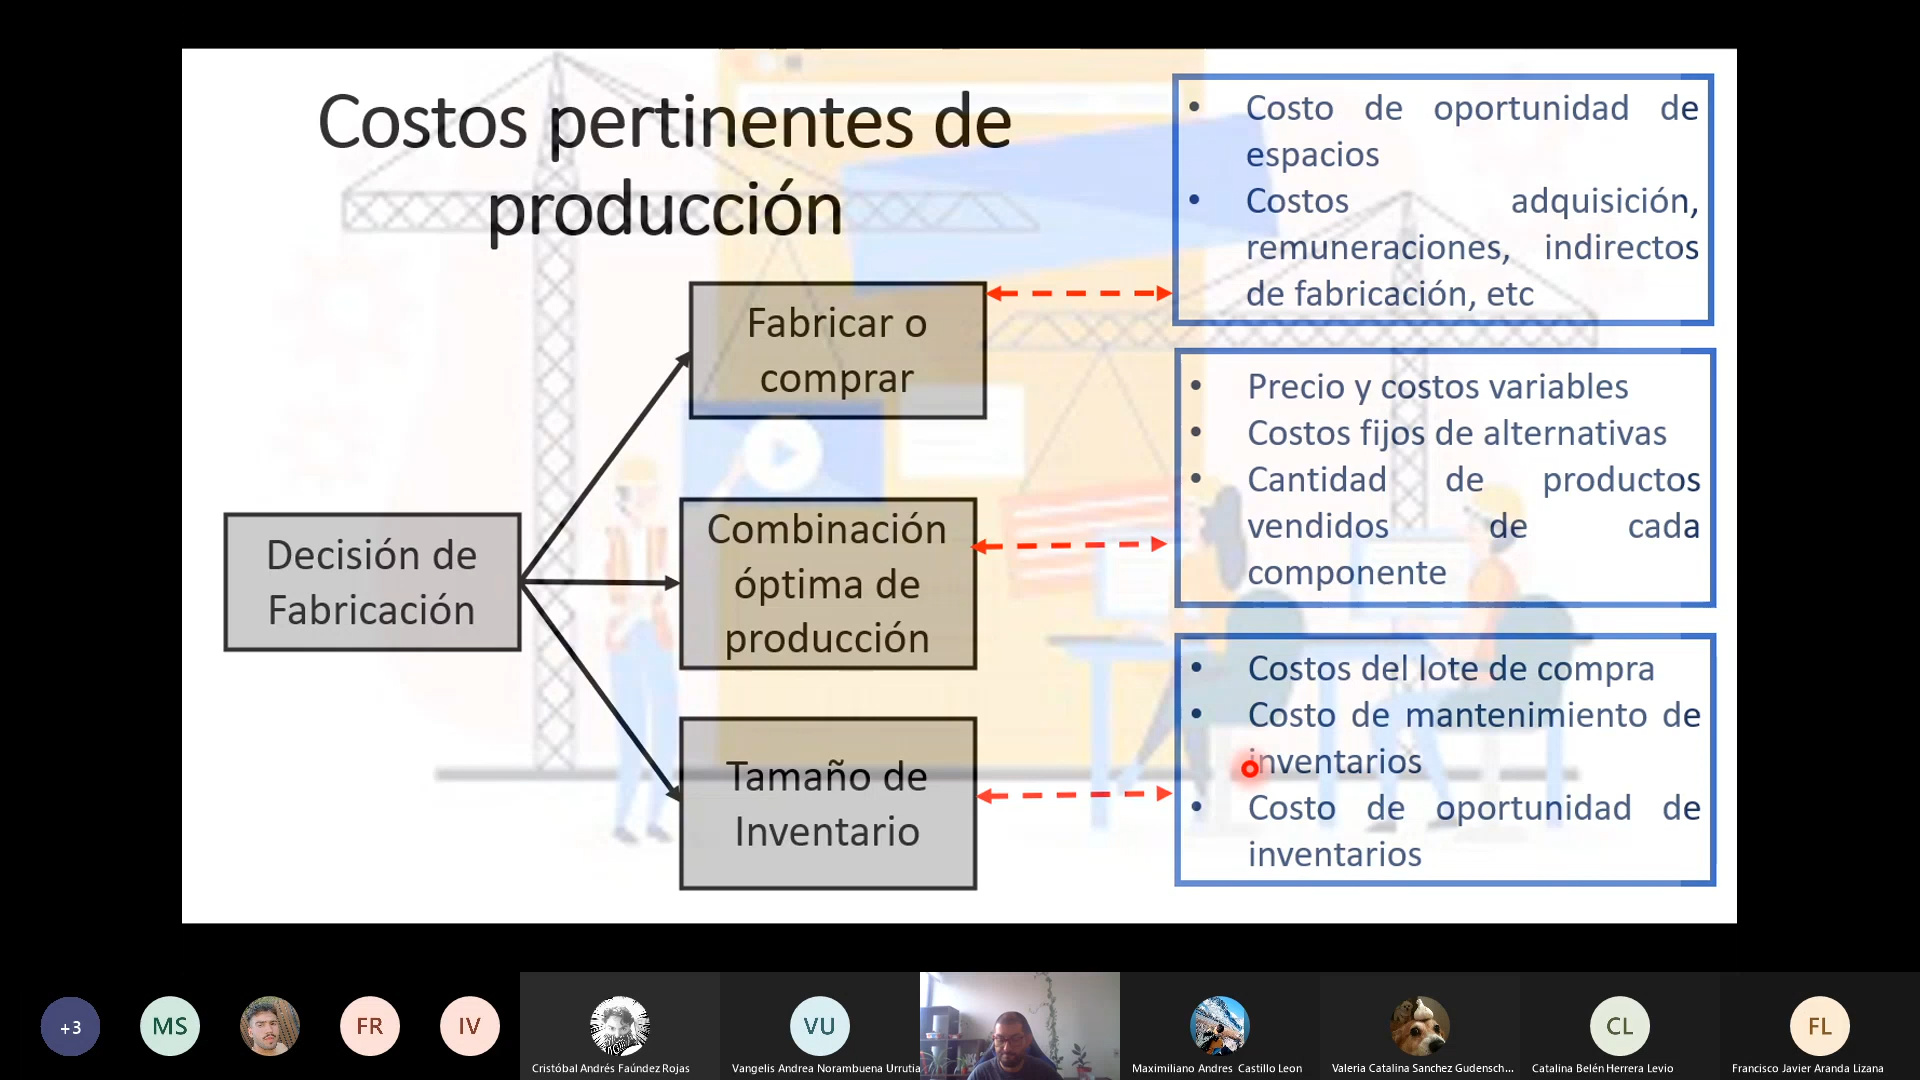 Costos pertinentes de
producción
Decisión de
Fabricación
Fabricar o
comprar
Combinación
óptima de
producción
Tamaño de
Inventario
• Costo de oportunidad de
espacios
• Costos adquisición,
remuneraciones, indirectos
de fabricación, etc
• Precio y costos variables
• Costos fijos de alternativas
• Cantidad de productos
vendidos de cada
componente
• Costos del lote de compra
• Costo de mantenimiento de
inventarios
• Costo de oportunidad de
inventarios
+3
MS
FR
IV
Cristóbal Andrés Faúndez Rojas
VU
Vangelis Andrea Norambuena Urrutia
Maximiliano Andres Castillo Leon
Valeria Catalina Sanchez Gudensch...
CL
Catalina Belén Herrera Levio
FL
Francisco Javier Aranda Lizana